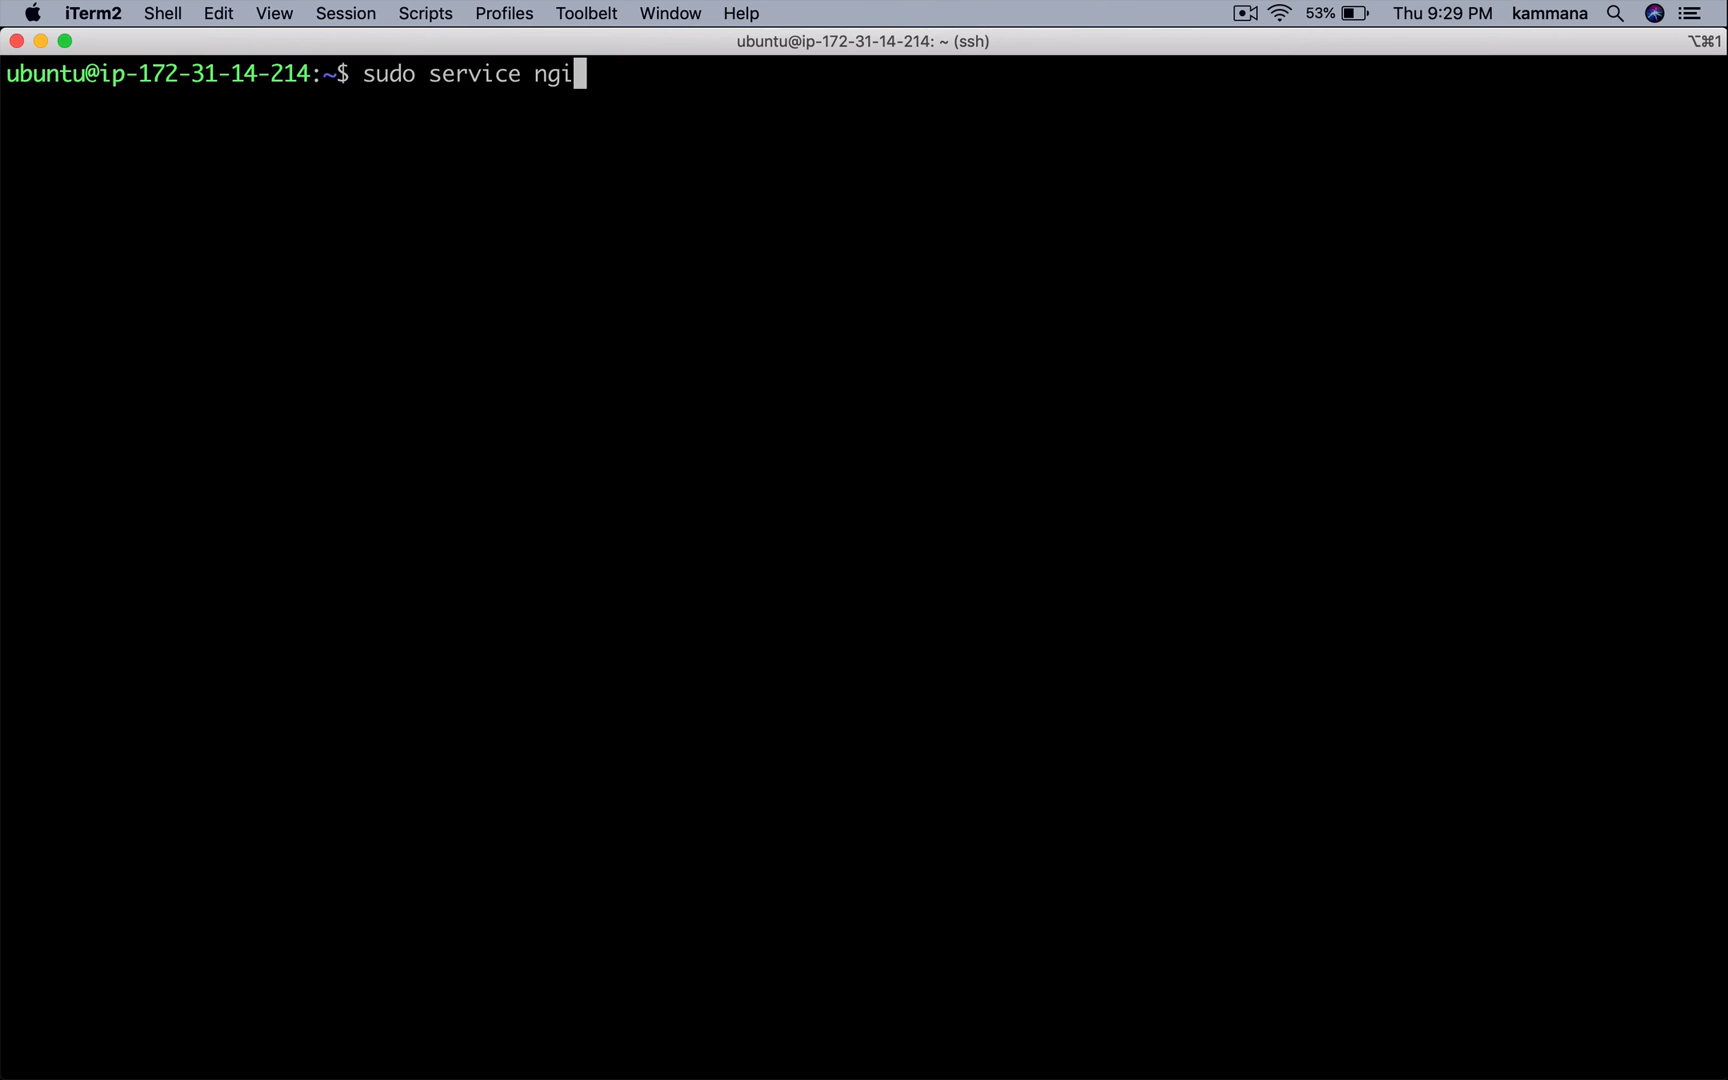 iTerm2 Shell Edit View Session Scripts Profiles Toolbelt Window Help 53% Thu 9:29 PM kammana
ubuntu@ip-172-31-14-214: ~ (ssh) ⌥⌘1
ubuntu@ip-172-31-14-214:~$ sudo service ngi